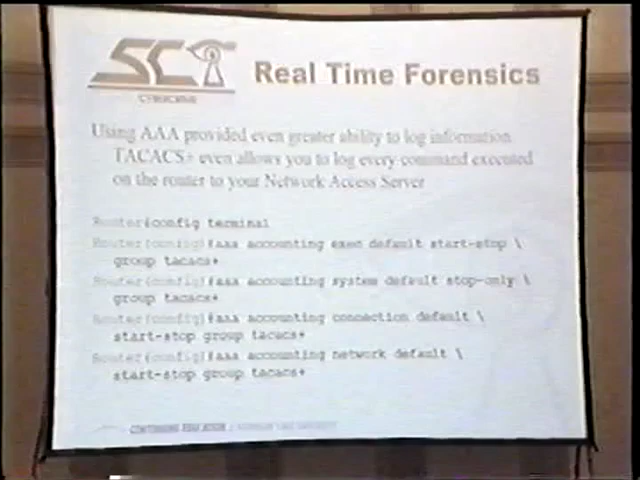 SCI
Real Time Forensics
Using AAA provided even greater ability to log information
TACACS+ even allows you to log every command executed
on the router to your Network Access Server
Router#config terminal
Router(config)#aaa accounting exec default start-stop \
group tacacs+
Router(config)#aaa accounting system default stop-only \
group tacacs+
Router(config)#aaa accounting connection default \
start-stop group tacacs+
Router(config)#aaa accounting network default \
start-stop group tacacs+
CONTINUING EDUCATION